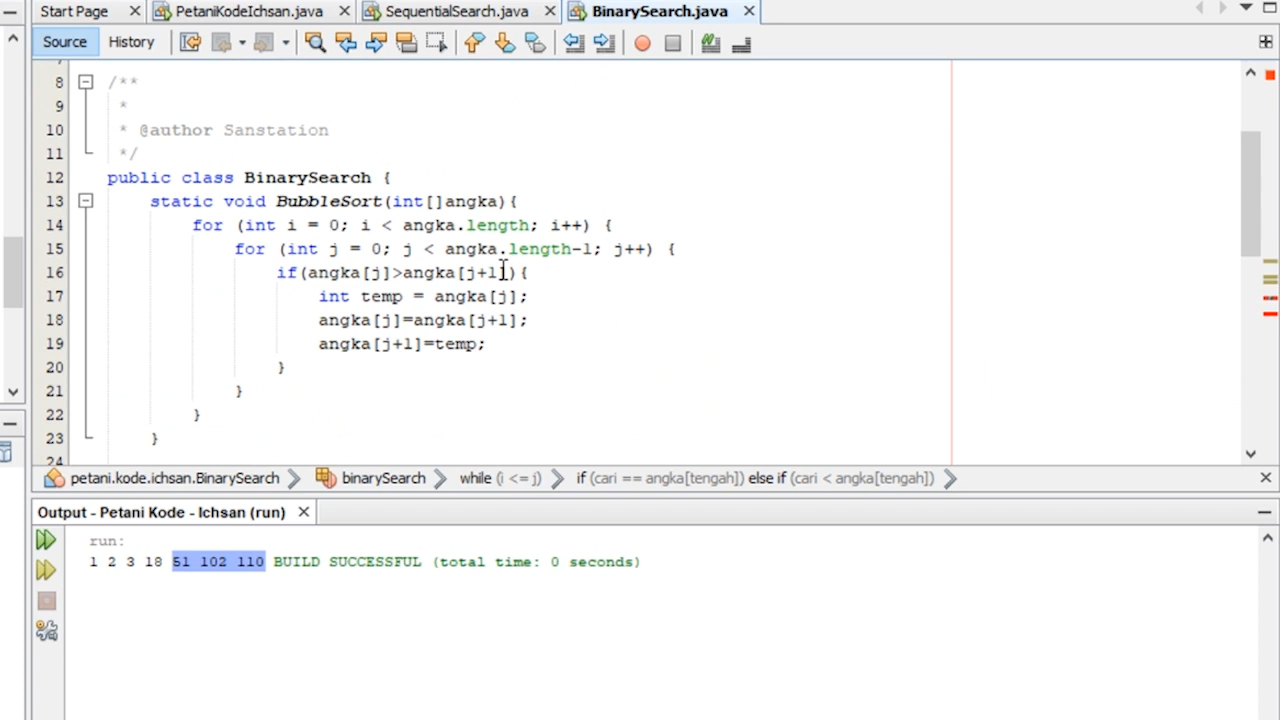 Start Page PetaniKodeIchsan.java SequentialSearch.java BinarySearch.java
Source History
8 /**
9 *
10 * @author Sanstation
11 */
12 public class BinarySearch {
13 static void BubbleSort(int[]angka){
14 for (int i = 0; i < angka.length; i++) {
15 for (int j = 0; j < angka.length-1; j++) {
16 if(angka[j]>angka[j+1]){
17 int temp = angka[j];
18 angka[j]=angka[j+1];
19 angka[j+1]=temp;
20 }
21 }
22 }
23 }
24
petani.kode.ichsan.BinarySearch binarySearch while (i <= j) if (cari == angka[tengah]) else if (cari < angka[tengah])
Output - Petani Kode - Ichsan (run)
run:
1 2 3 18 51 102 110 BUILD SUCCESSFUL (total time: 0 seconds)